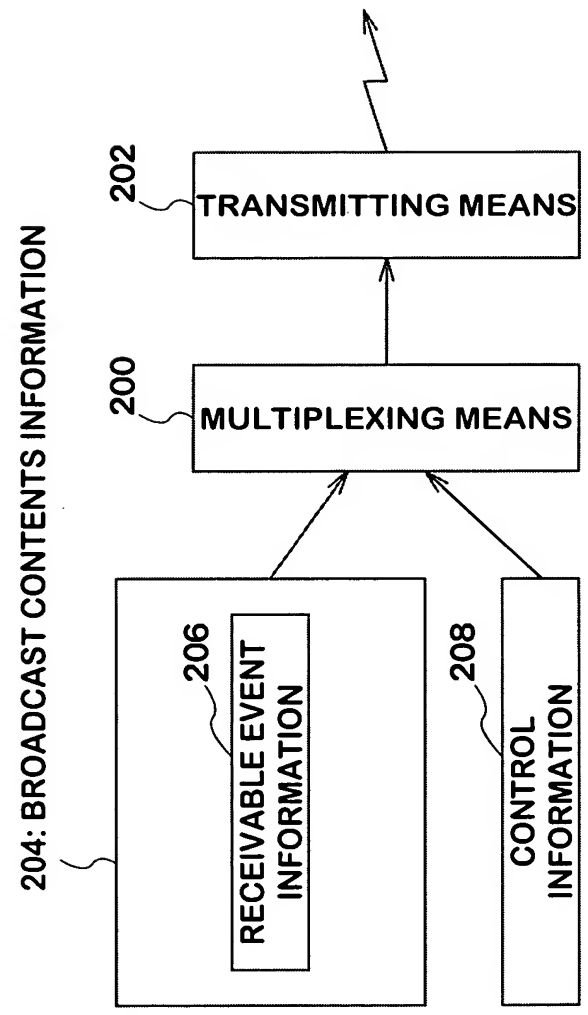 204: BROADCAST CONTENTS INFORMATION
206
RECEIVABLE EVENT
INFORMATION
208
CONTROL
INFORMATION
200
MULTIPLEXING MEANS
202
TRANSMITTING MEANS